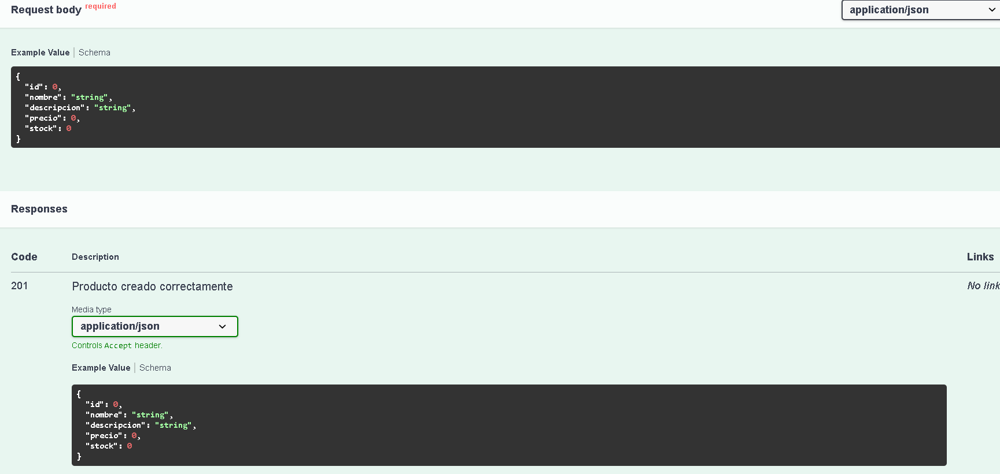 Request body required
application/json
Example Value | Schema
{
  "id": 0,
  "nombre": "string",
  "descripcion": "string",
  "precio": 0,
  "stock": 0
}
Responses
Code Description Links
201 Producto creado correctamente No link
Media type
application/json
Controls Accept header.
Example Value | Schema
{
  "id": 0,
  "nombre": "string",
  "descripcion": "string",
  "precio": 0,
  "stock": 0
}